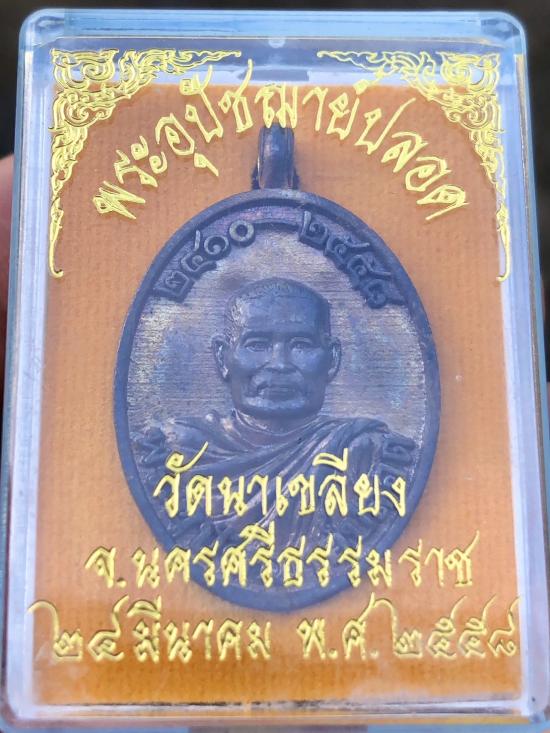 พระอุปัชฌาย์ปลอด
๒๔๑๐ ๒๕๕๘
วัดนาเขลียง
จ.นครศรีธรรมราช
๒๔ มีนาคม พ.ศ. ๒๕๕๘